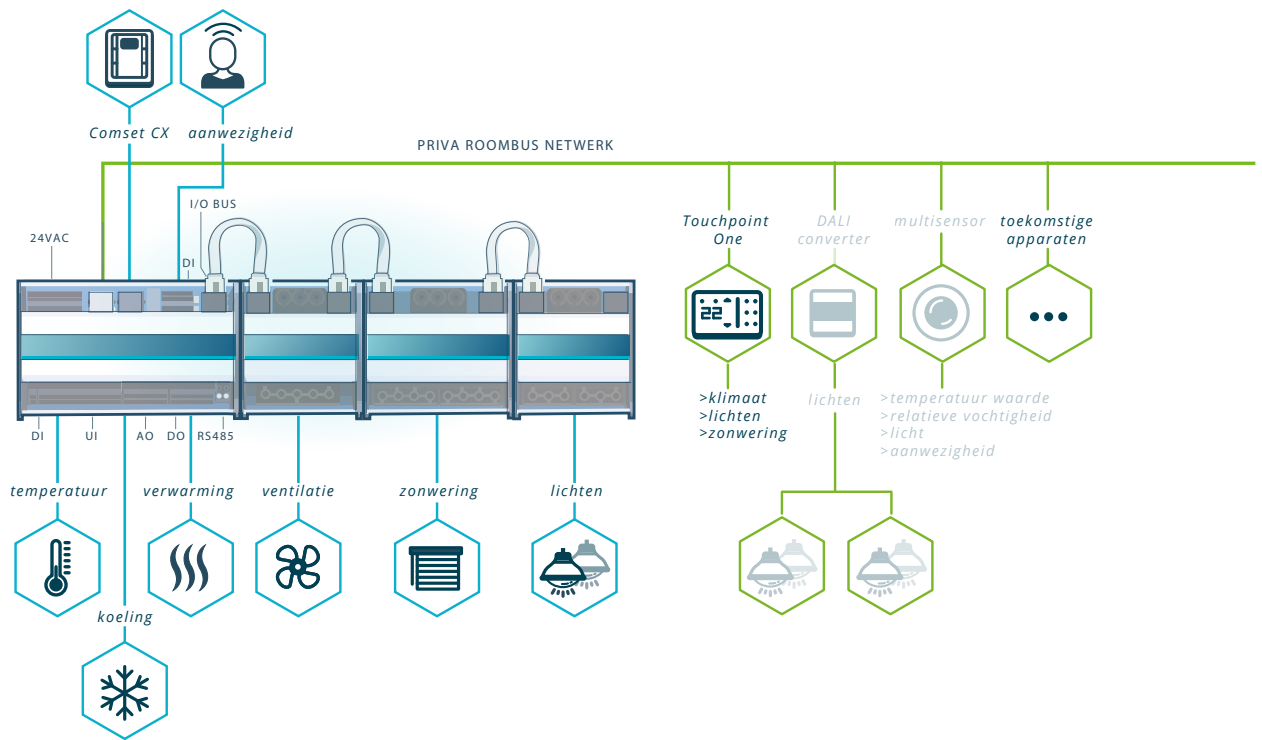 Comset CX
aanwezigheid
PRIVA ROOMBUS NETWERK
I/O BUS
24VAC
DI
Touchpoint
One
DALI
converter
multisensor
toekomstige
apparaten
22
>klimaat
>lichten
>zonwering
lichten
>temperatuur waarde
>relatieve vochtigheid
>licht
>aanwezigheid
DI
UI
AO
DO
RS485
temperatuur
verwarming
ventilatie
zonwering
lichten
koeling